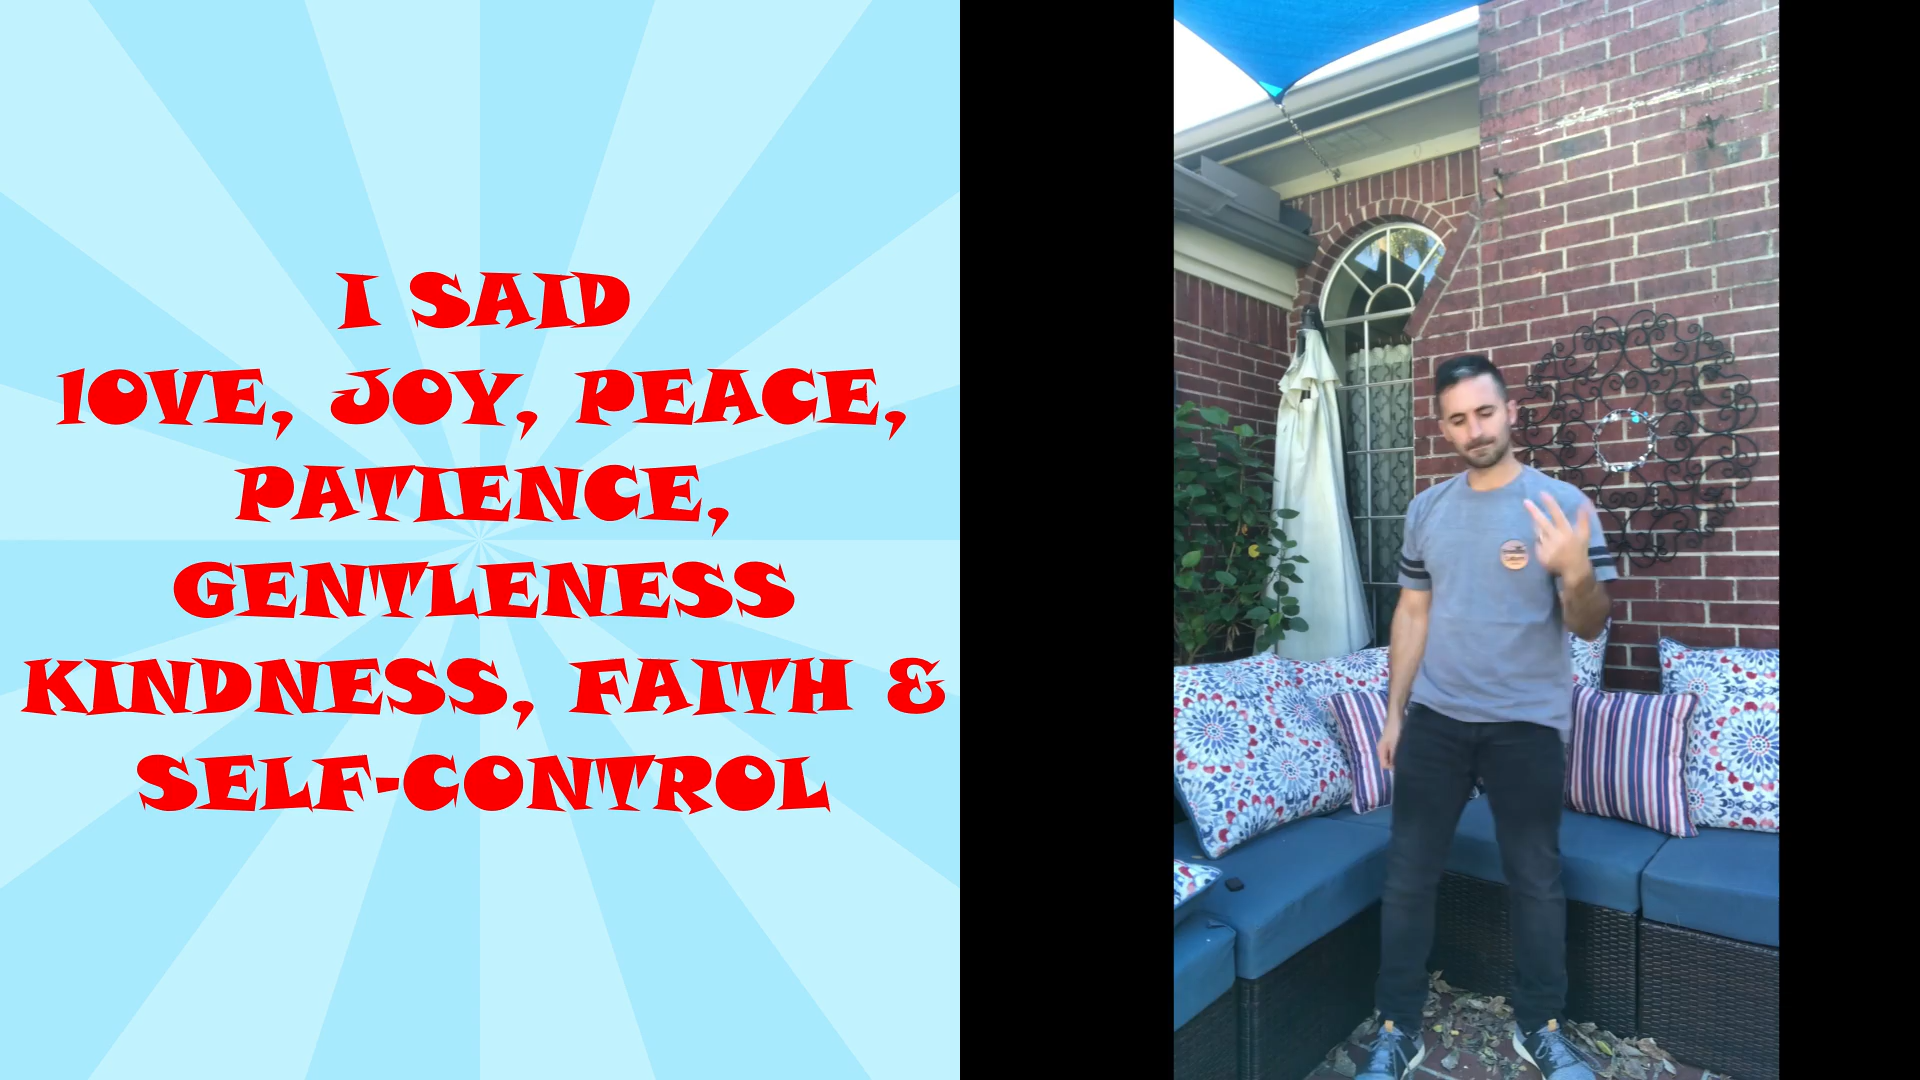 I SAID
lOVE, JOY, PEACE,
PATIENCE,
GENTLENESS
KINDNESS, FAITH &
SELF-CONTROL